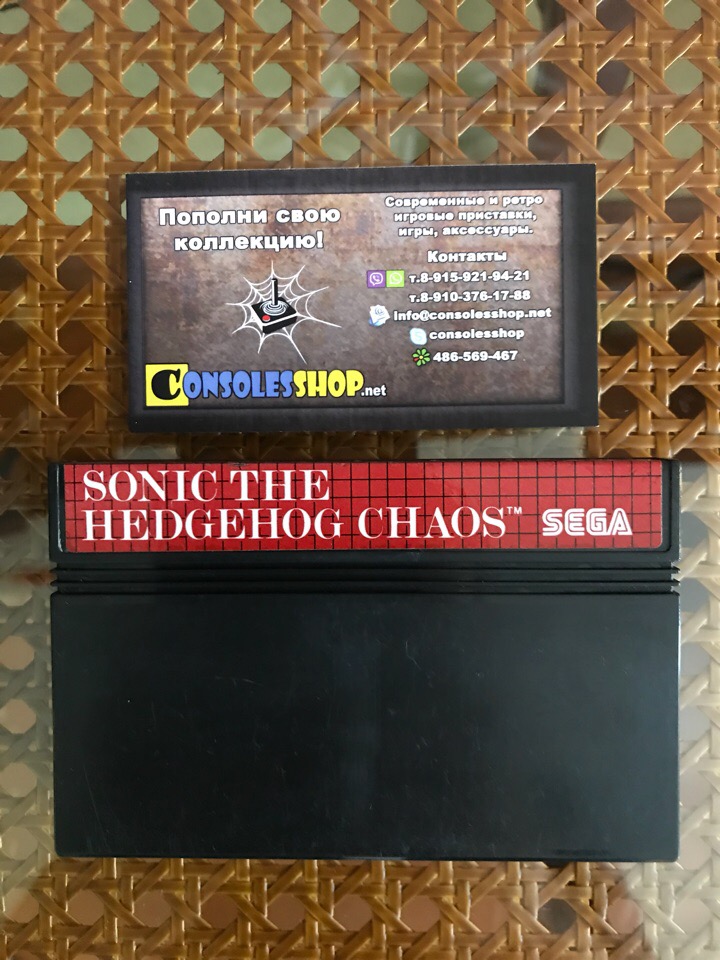 Пополни свою
коллекцию!
CONSOLESSHOP.net
Современные и ретро
игровые приставки,
игры, аксессуары.
Контакты
т.8-915-921-94-21
т.8-910-376-17-88
info@consolesshop.net
consolesshop
486-569-467
SONIC THE
HEDGEHOG CHAOS™ SEGA